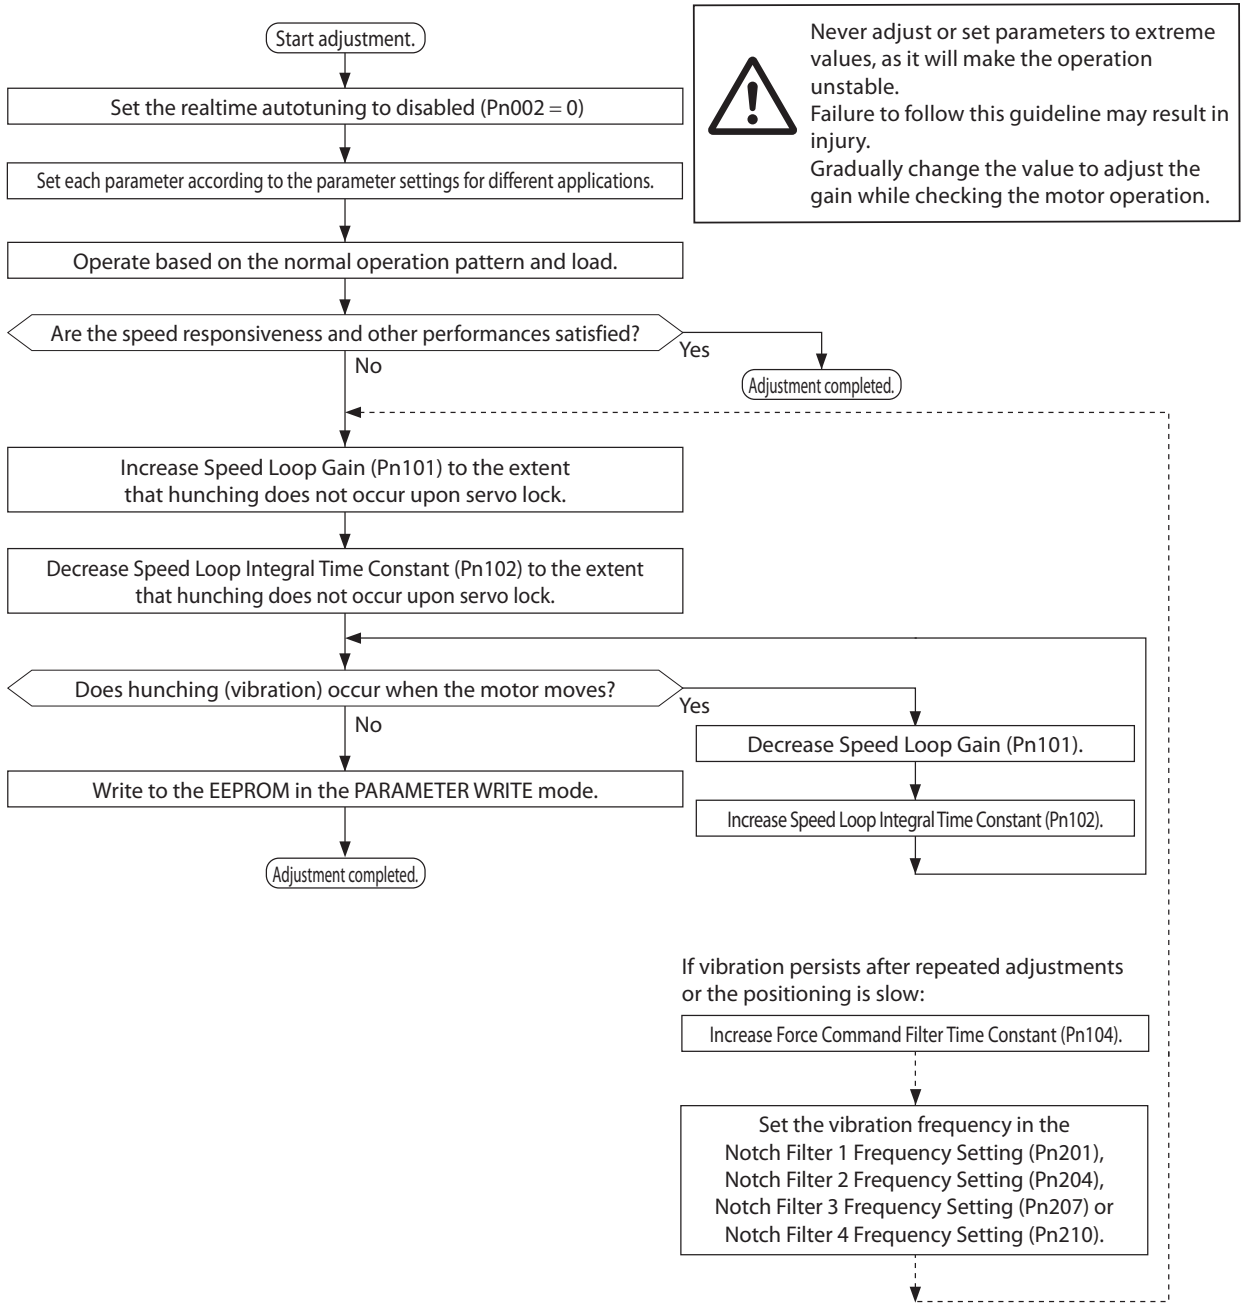 Start adjustment.
Never adjust or set parameters to extreme
values, as it will make the operation
unstable.
Failure to follow this guideline may result in
injury.
Gradually change the value to adjust the
gain while checking the motor operation.
Set the realtime autotuning to disabled (Pn002 = 0)
Set each parameter according to the parameter settings for different applications.
Operate based on the normal operation pattern and load.
Are the speed responsiveness and other performances satisfied?
Yes
No
Adjustment completed.
Increase Speed Loop Gain (Pn101) to the extent
that hunching does not occur upon servo lock.
Decrease Speed Loop Integral Time Constant (Pn102) to the extent
that hunching does not occur upon servo lock.
Does hunching (vibration) occur when the motor moves?
Yes
No
Decrease Speed Loop Gain (Pn101).
Increase Speed Loop Integral Time Constant (Pn102).
Write to the EEPROM in the PARAMETER WRITE mode.
Adjustment completed.
If vibration persists after repeated adjustments
or the positioning is slow:
Increase Force Command Filter Time Constant (Pn104).
Set the vibration frequency in the
Notch Filter 1 Frequency Setting (Pn201),
Notch Filter 2 Frequency Setting (Pn204),
Notch Filter 3 Frequency Setting (Pn207) or
Notch Filter 4 Frequency Setting (Pn210).